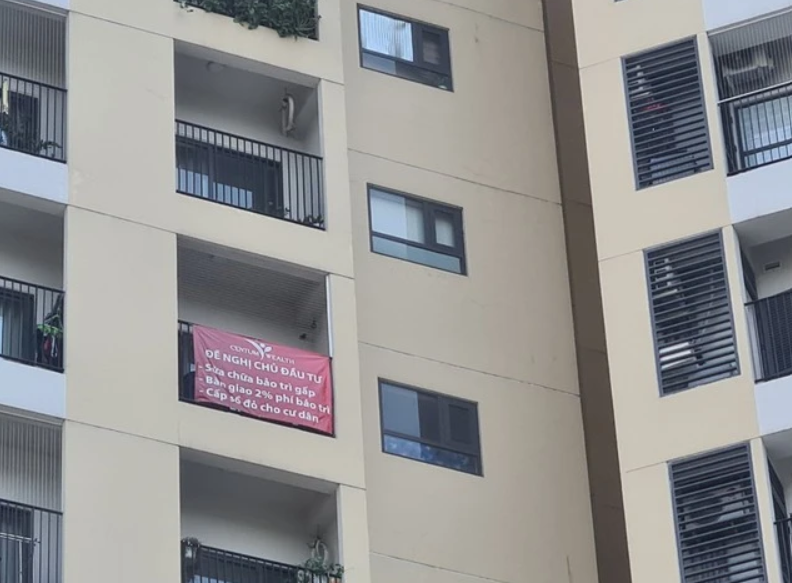 CENTUM WEALTH
ĐỀ NGHỊ CHỦ ĐẦU TƯ
- Sửa chữa bảo trì gấp
- Bàn giao 2% phí bảo trì
- Cấp sổ đỏ cho cư dân